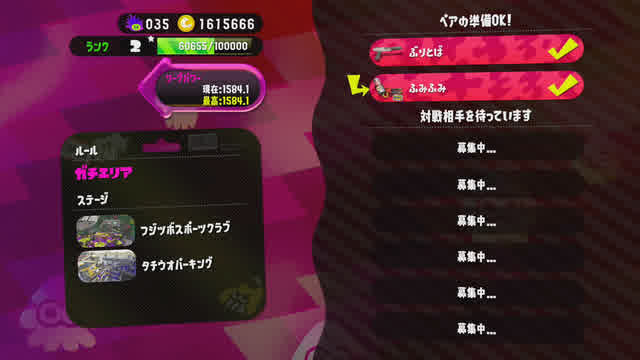 035 1615666
ランク 2 60655/100000
リーグパワー
現在:1584.1
最高:1584.1
ルール
ガチエリア
ステージ
フジツボスポーツクラブ
タチウオパーキング
ペアの準備OK!
ぷりとぱ
ふみふみ
対戦相手を待っています
募集中...
募集中...
募集中...
募集中...
募集中...
募集中...